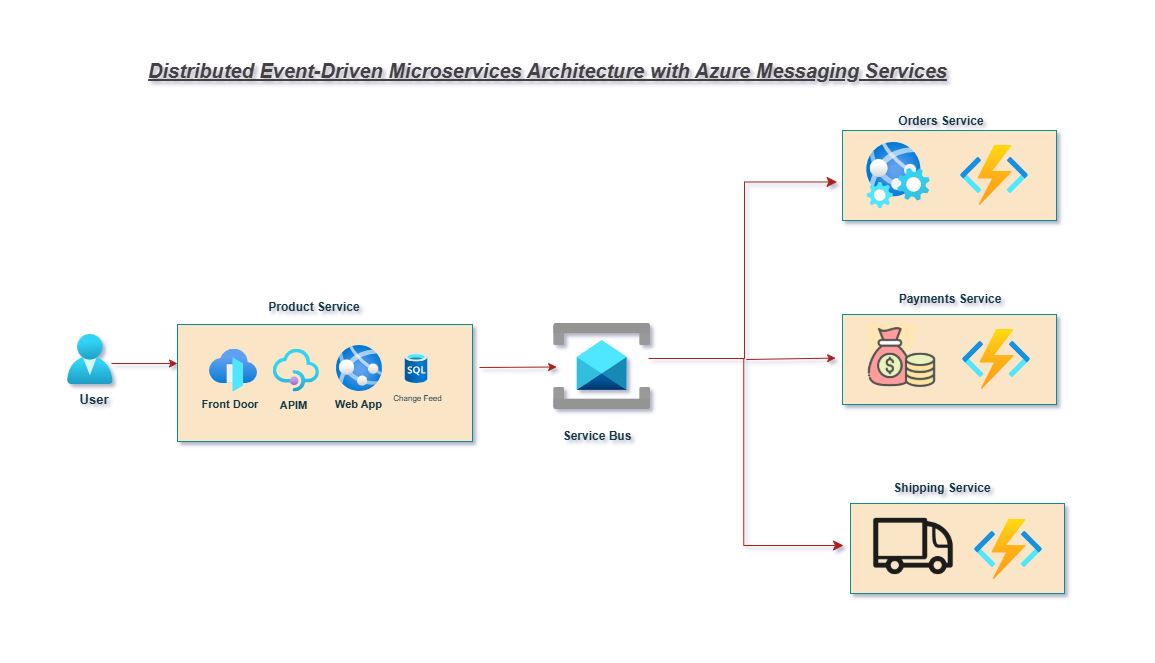 Distributed Event-Driven Microservices Architecture with Azure Messaging Services
Orders Service
Product Service
Payments Service
SQL
$
Front Door
APIM
Web App
Change Feed
User
Service Bus
Shipping Service